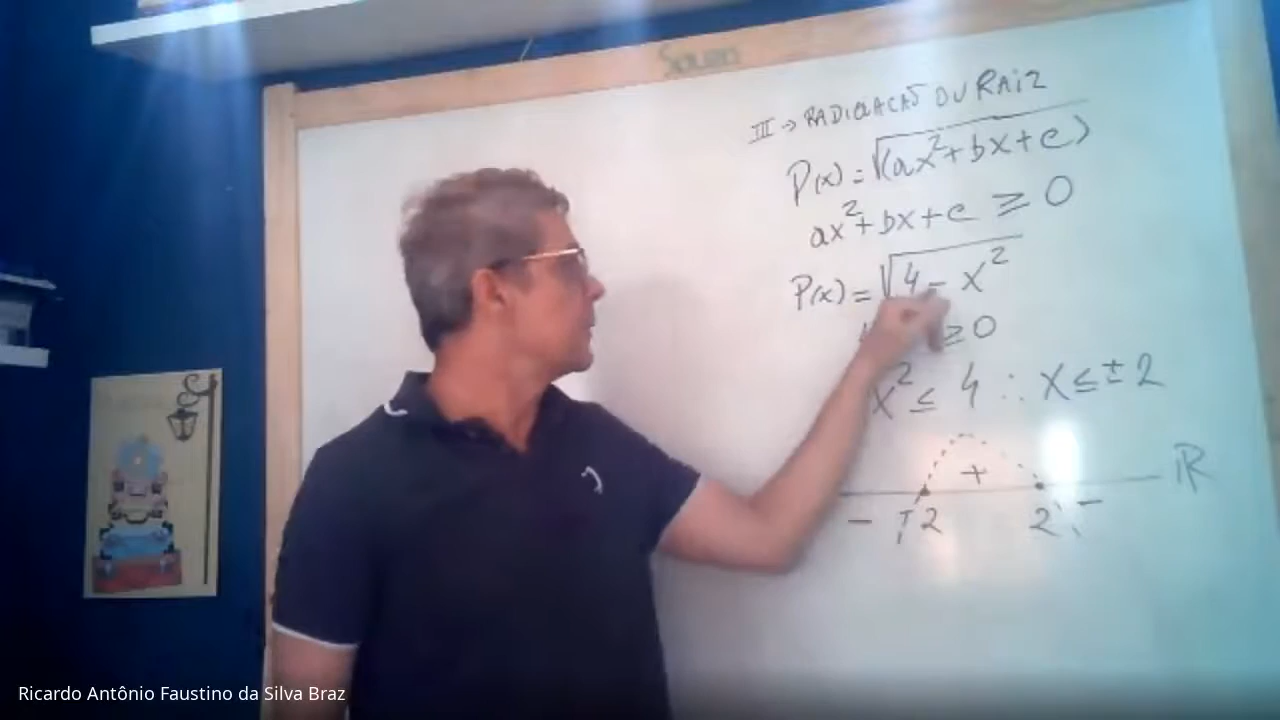 III → RADICIAÇÃO OU RAIZ
P(x) = √(ax²+bx+c)
ax²+bx+c ≥ 0
P(x) = √4 - x²
≥ 0
x² ≤ 4 ∴ x ≤ ± 2
+ IR
- -2 2 -
Ricardo Antônio Faustino da Silva Braz